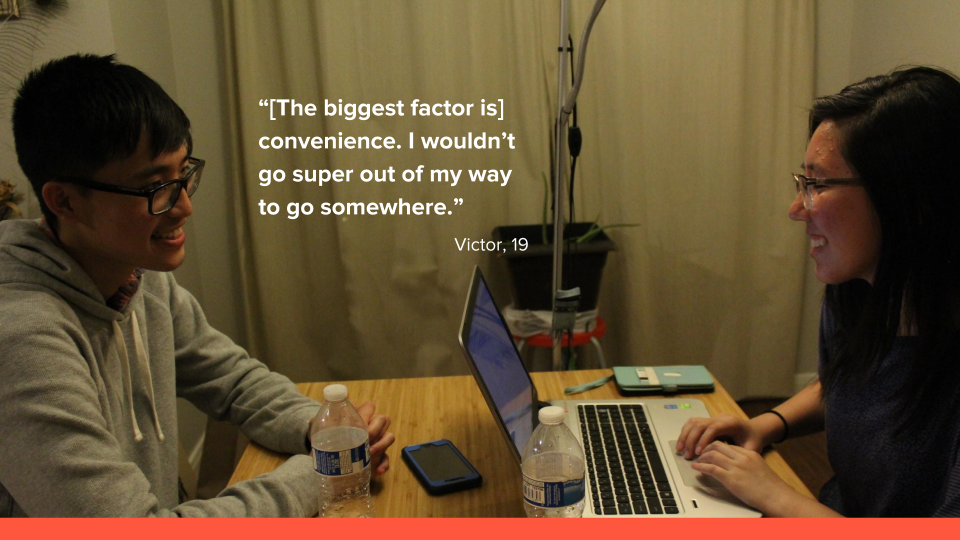 “[The biggest factor is]
convenience. I wouldn’t
go super out of my way
to go somewhere.”
Victor, 19